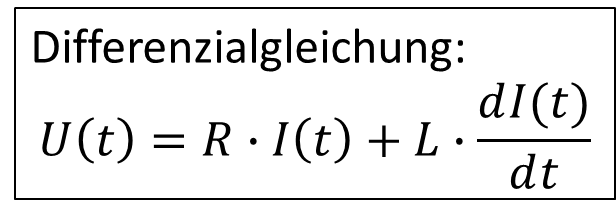 Differenzialgleichung:
U(t) = R · I(t) + L · dI(t)/dt